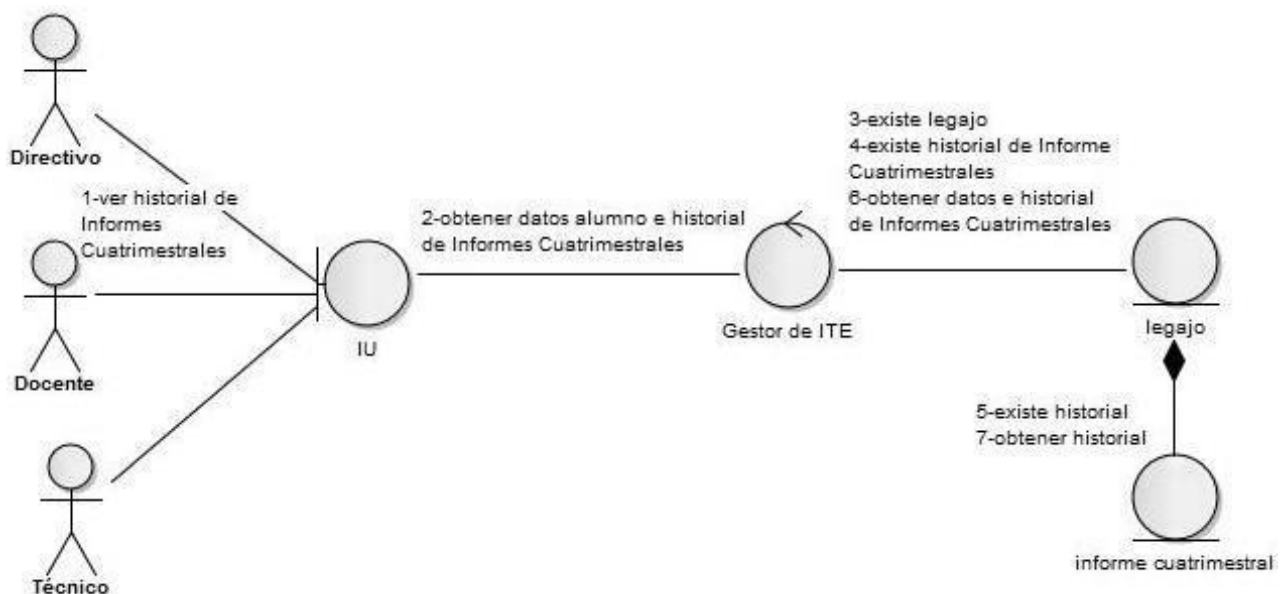 Directivo
1-ver historial de
Informes
Cuatrimestrales
Docente
Técnico
IU
2-obtener datos alumno e historial
de Informes Cuatrimestrales
Gestor de ITE
3-existe legajo
4-existe historial de Informe
Cuatrimestrales
6-obtener datos e historial
de Informes Cuatrimestrales
legajo
5-existe historial
7-obtener historial
informe cuatrimestral